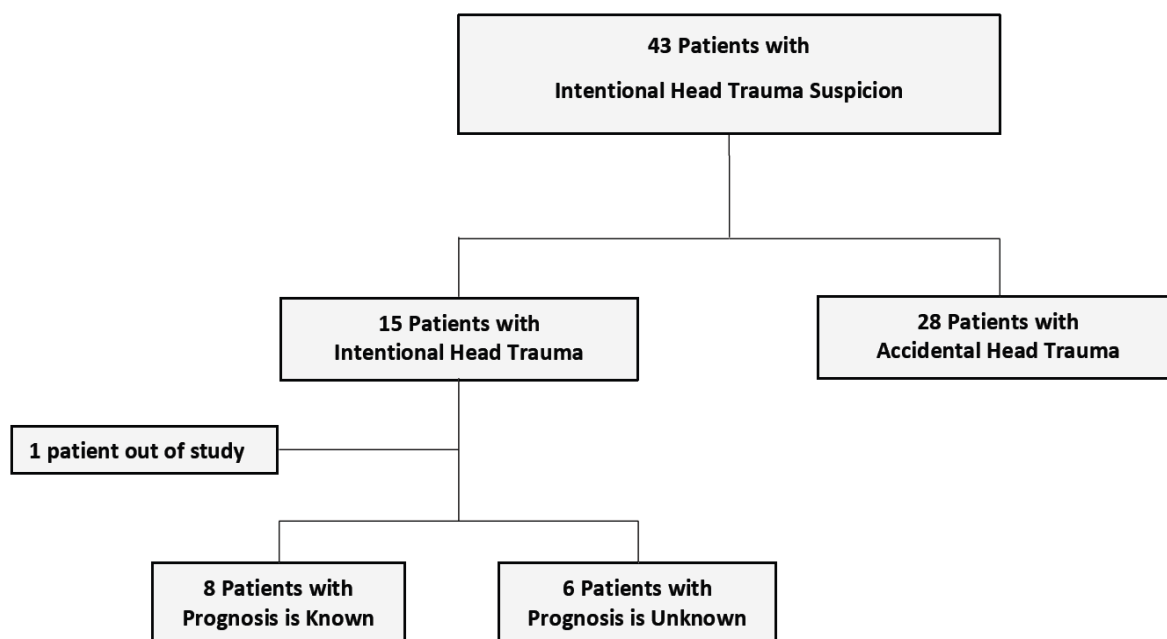 43 Patients with
Intentional Head Trauma Suspicion
15 Patients with
Intentional Head Trauma
28 Patients with
Accidental Head Trauma
1 patient out of study
8 Patients with
Prognosis is Known
6 Patients with
Prognosis is Unknown